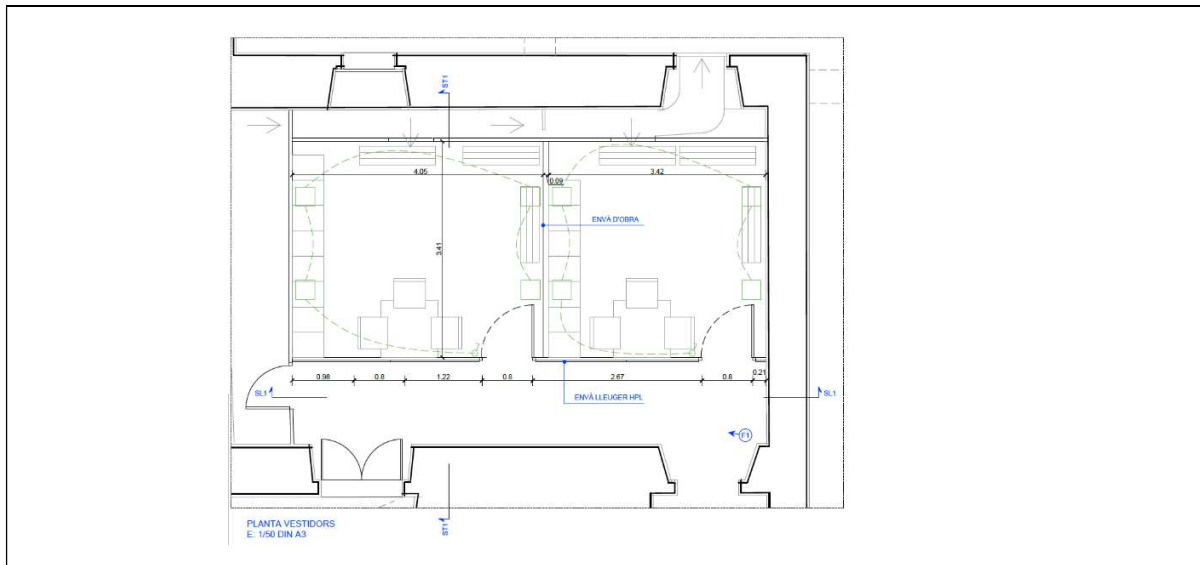 ST1
4.05
0.09
3.42
ENVÀ D'OBRA
3.41
0.98
0.8
1.22
0.8
2.67
0.8
0.21
SL1
ENVÀ LLEUGER HPL
SL1
F1
ST1
PLANTA VESTIDORS
E: 1/50 DIN A3